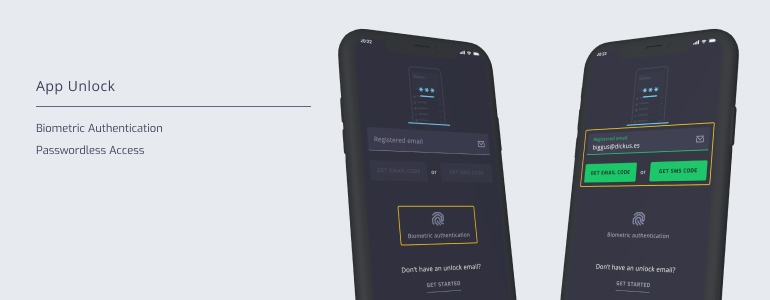 App Unlock
Biometric Authentication
Passwordless Access
20:22
***
Registered email
GET EMAIL CODE or GET SMS CODE
Biometric authentication
Don't have an unlock email?
GET STARTED
20:22
***
Registered email
biggus@dickus.es
GET EMAIL CODE or GET SMS CODE
Biometric authentication
Don't have an unlock email?
GET STARTED